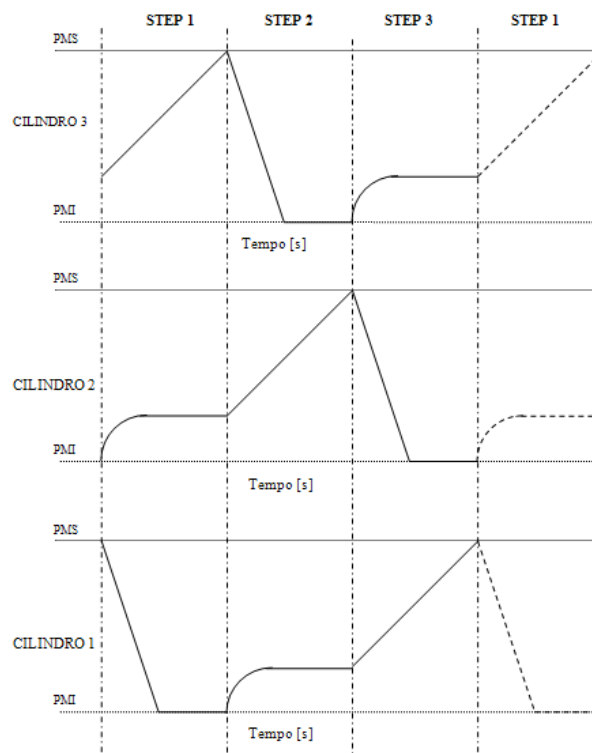 STEP 1 STEP 2 STEP 3 STEP 1
PMS
CILINDRO 3
PMI
Tempo [s]
PMS
CILINDRO 2
PMI
Tempo [s]
PMS
CILINDRO 1
PMI
Tempo [s]